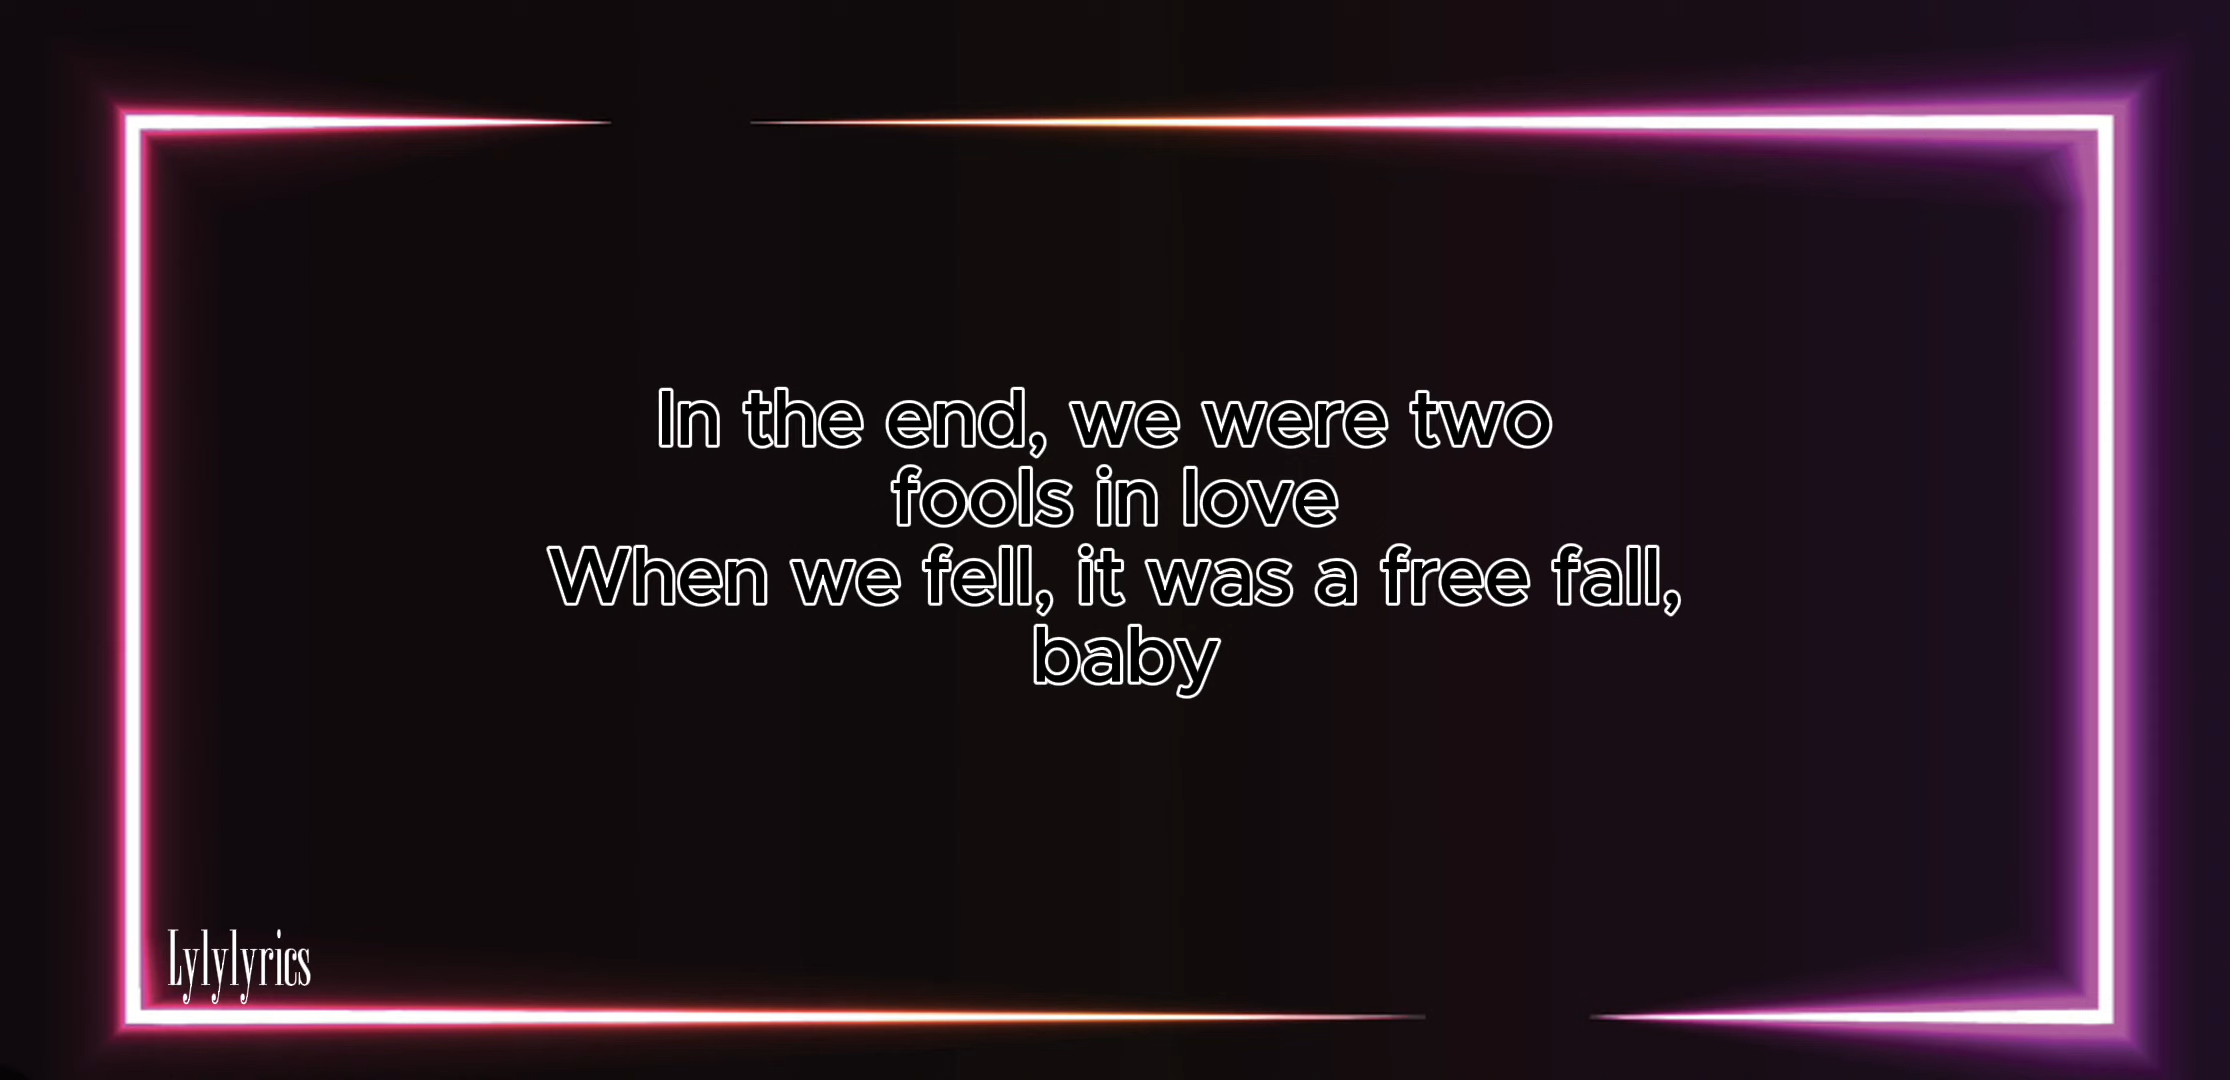 In the end, we were two
fools in love
When we fell, it was a free fall,
baby
Lylylyrics